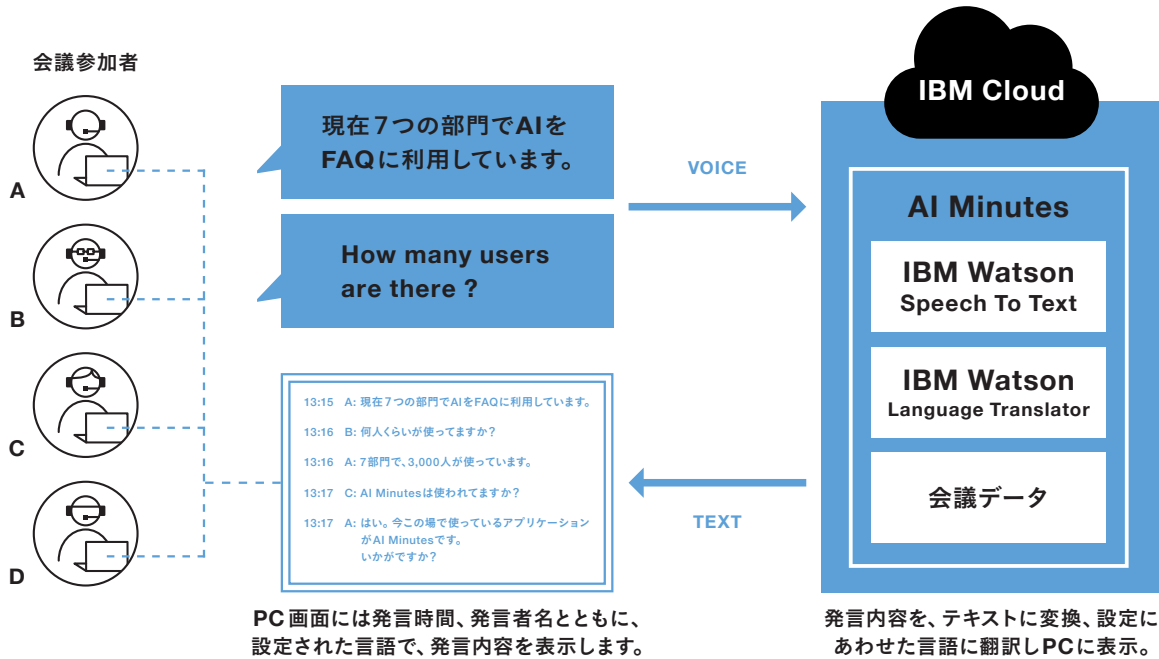 会議参加者
A
B
C
D
現在7つの部門でAIを
FAQに利用しています。
How many users
are there ?
VOICE
IBM Cloud
AI Minutes
IBM Watson
Speech To Text
IBM Watson
Language Translator
会議データ
TEXT
13:15 A: 現在7つの部門でAIをFAQに利用しています。
13:16 B: 何人くらいが使ってますか？
13:16 A: 7部門で、3,000人が使っています。
13:17 C: AI Minutesは使われてますか？
13:17 A: はい。今この場で使っているアプリケーション
がAI Minutesです。
いかがですか？
PC画面には発言時間、発言者名とともに、
設定された言語で、発言内容を表示します。
発言内容を、テキストに変換、設定に
あわせた言語に翻訳しPCに表示。